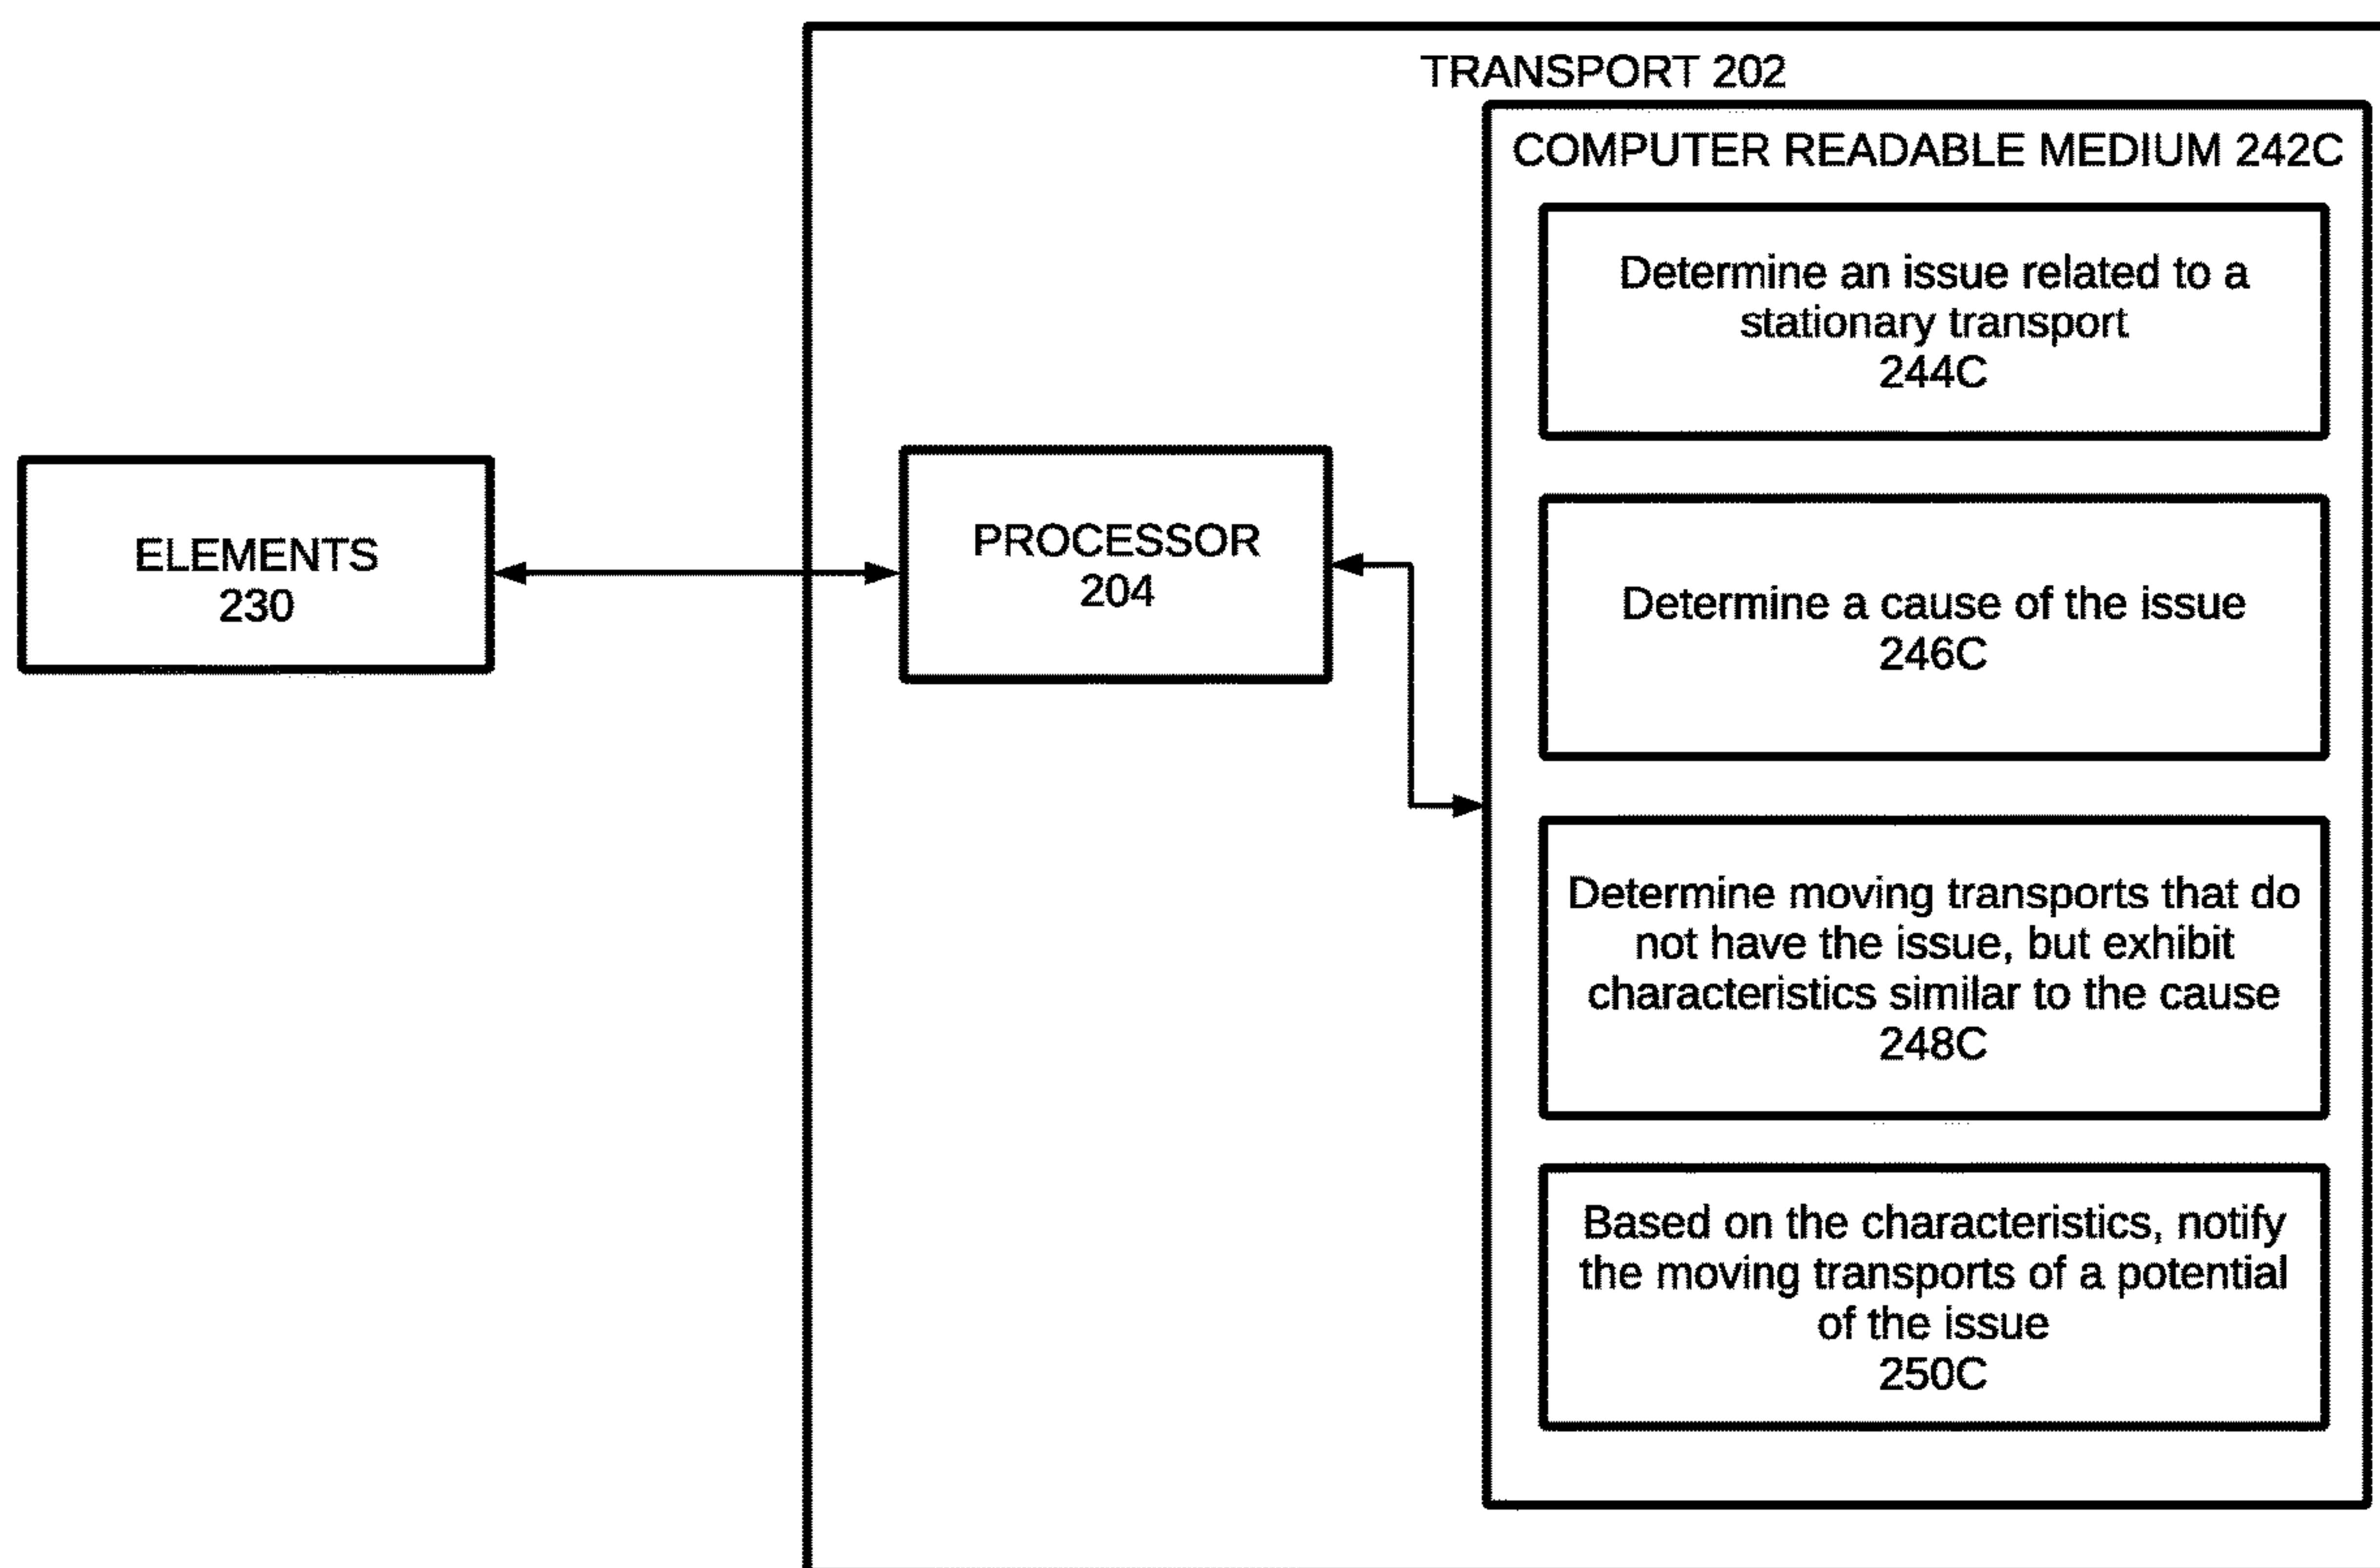 TRANSPORT 202
COMPUTER READABLE MEDIUM 242C
Determine an issue related to a
stationary transport
244C
ELEMENTS
230
PROCESSOR
204
Determine a cause of the issue
246C
Determine moving transports that do
not have the issue, but exhibit
characteristics similar to the cause
248C
Based on the characteristics, notify
the moving transports of a potential
of the issue
250C